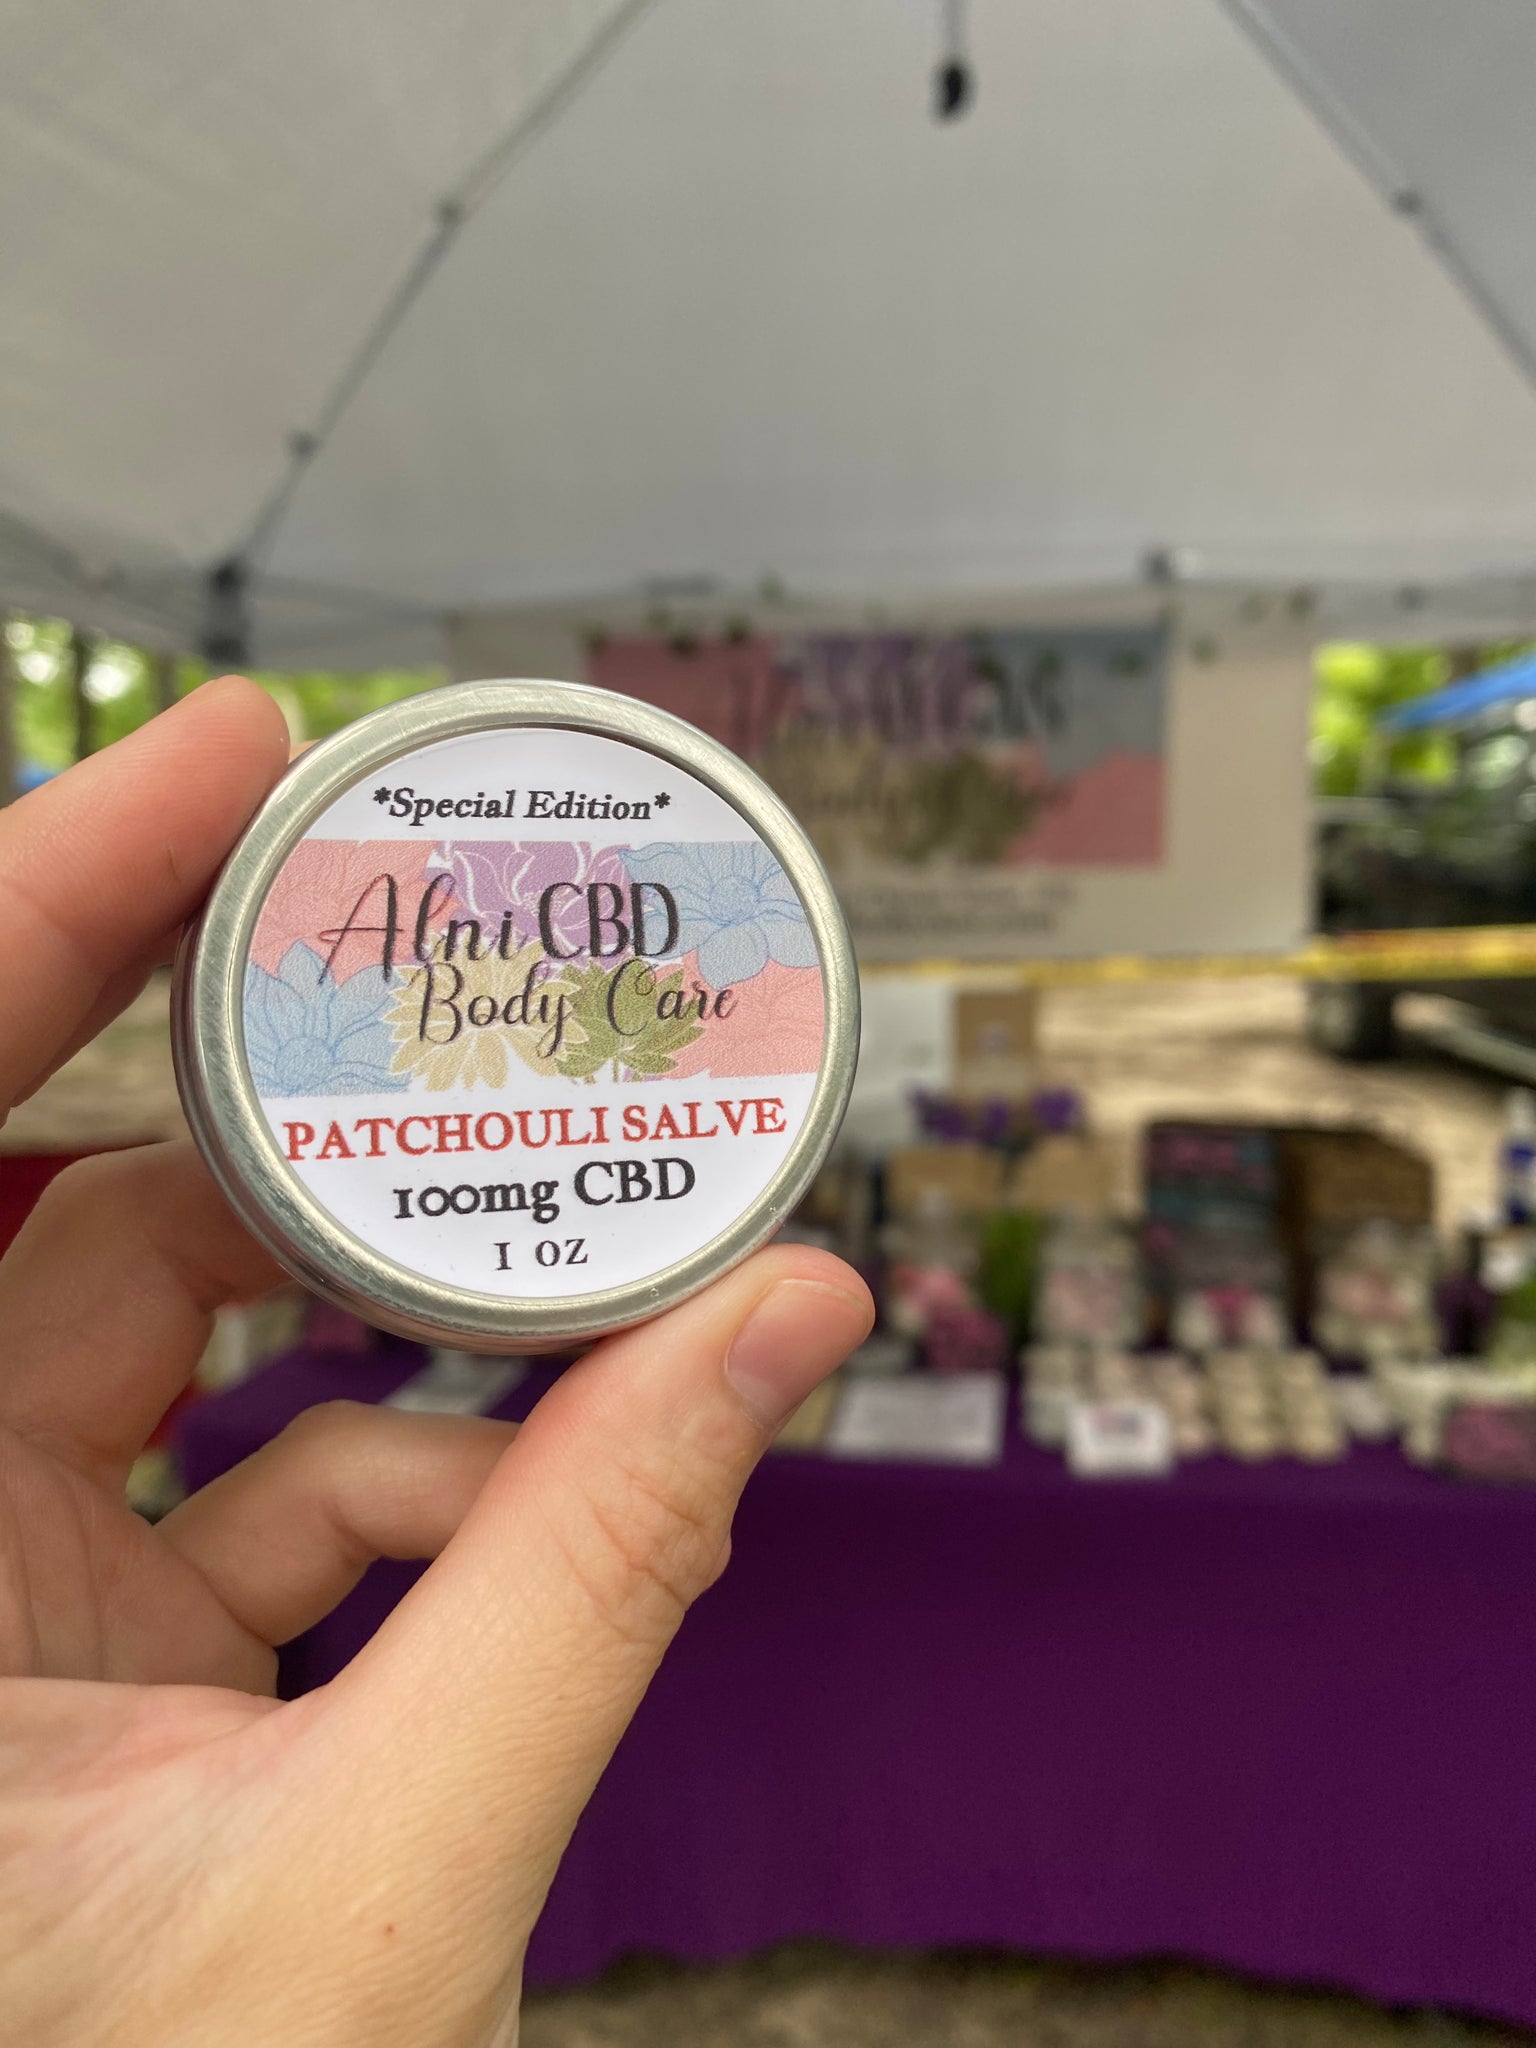 *Special Edition*
Alni CBD
Body Care
PATCHOULI SALVE
100mg CBD
1 oz